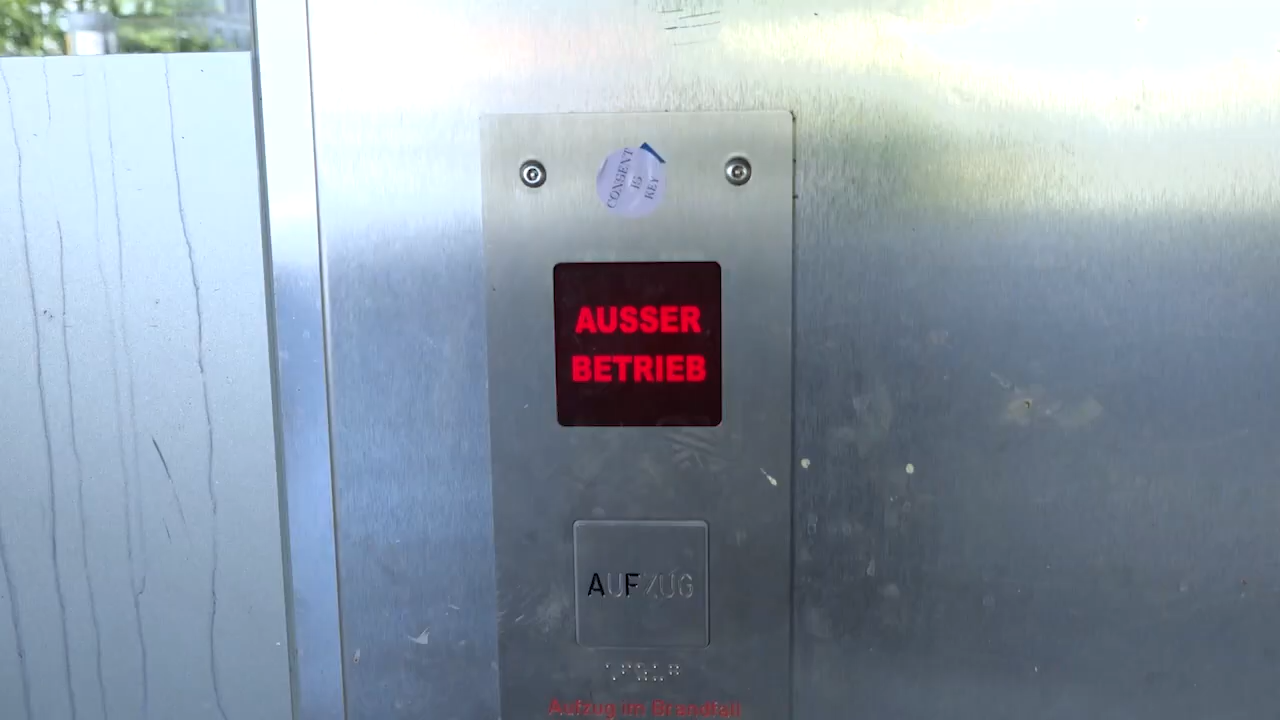 CONSENT
IS
KEY
AUSSER
BETRIEB
AUFZUG
Aufzug im Brandfall